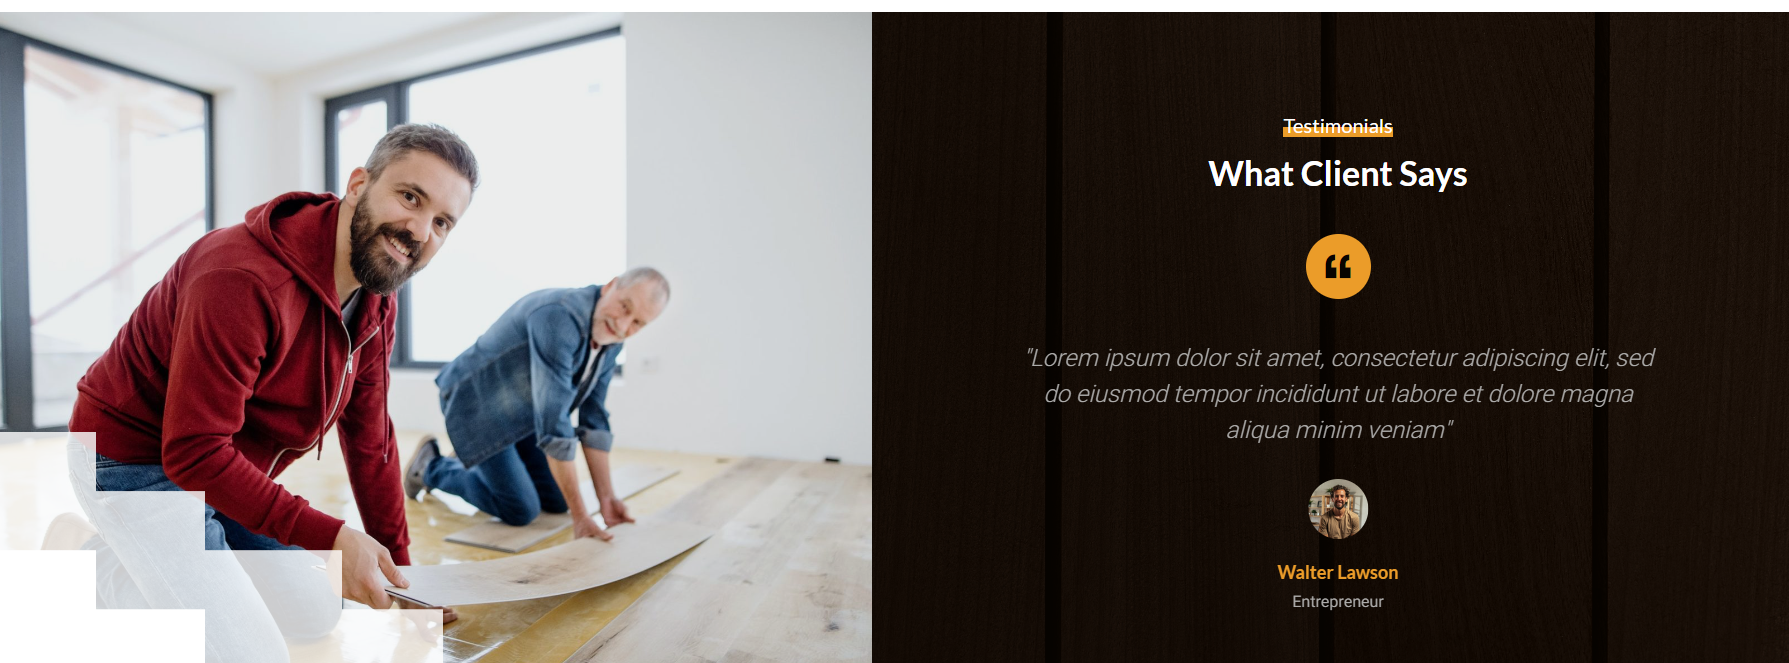 Testimonials
What Client Says
"Lorem ipsum dolor sit amet, consectetur adipiscing elit, sed
do eiusmod tempor incididunt ut labore et dolore magna
aliqua minim veniam"
Walter Lawson
Entrepreneur